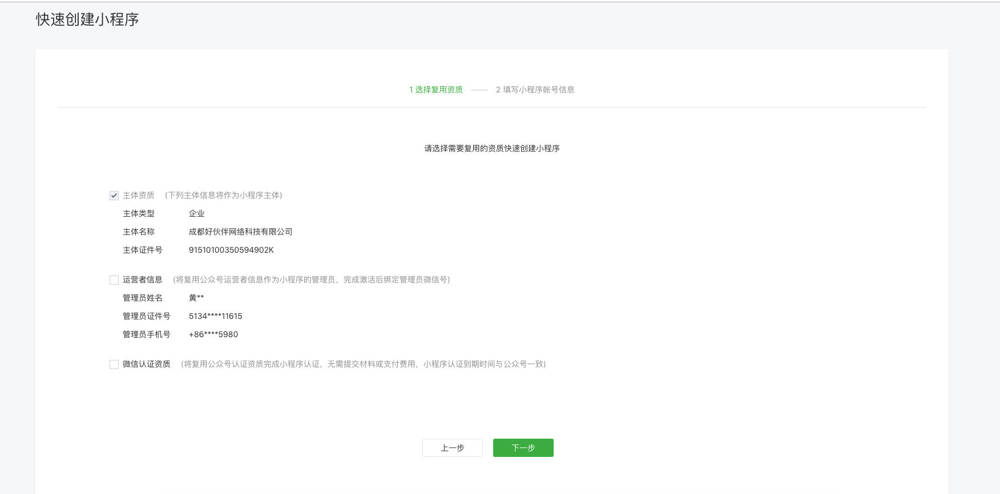 快速创建小程序
1 选择复用资质 —— 2 填写小程序帐号信息
请选择需要复用的资质快速创建小程序
主体资质 (下列主体信息将作为小程序主体)
主体类型 企业
主体名称 成都好伙伴网络科技有限公司
主体证件号 91510100350594902K
运营者信息 (将复用公众号运营者信息作为小程序的管理员，完成激活后绑定管理员微信号)
管理员姓名 黄**
管理员证件号 5134****11615
管理员手机号 +86****5980
微信认证资质 (将复用公众号认证资质完成小程序认证，无需提交材料或支付费用，小程序认证到期时间与公众号一致)
上一步 下一步